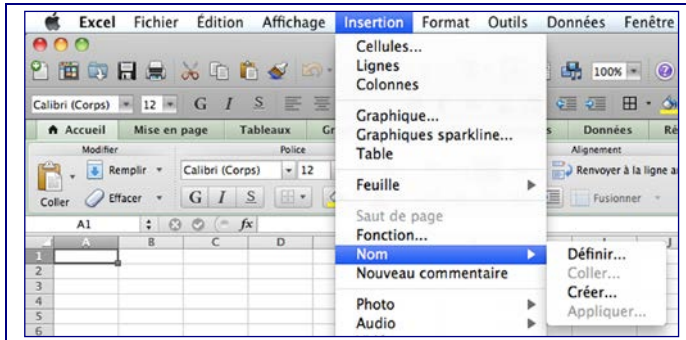 Excel Fichier Édition Affichage Insertion Format Outils Données Fenêtre
Cellules...
Lignes
Colonnes
Graphique...
Graphiques sparkline...
Table
Feuille
Saut de page
Fonction...
Nom
Nouveau commentaire
Photo
Audio
Définir...
Coller...
Créer...
Appliquer...
100%
Calibri (Corps) 12 G I S
Accueil Mise en page Tableaux Gr Données Ré
Modifier Police Alignement
Remplir Calibri (Corps) 12 Renvoyer à la ligne au
Coller Effacer G I S Fusionner
A1 fx
A B C D J
1
2
3
4
5
6